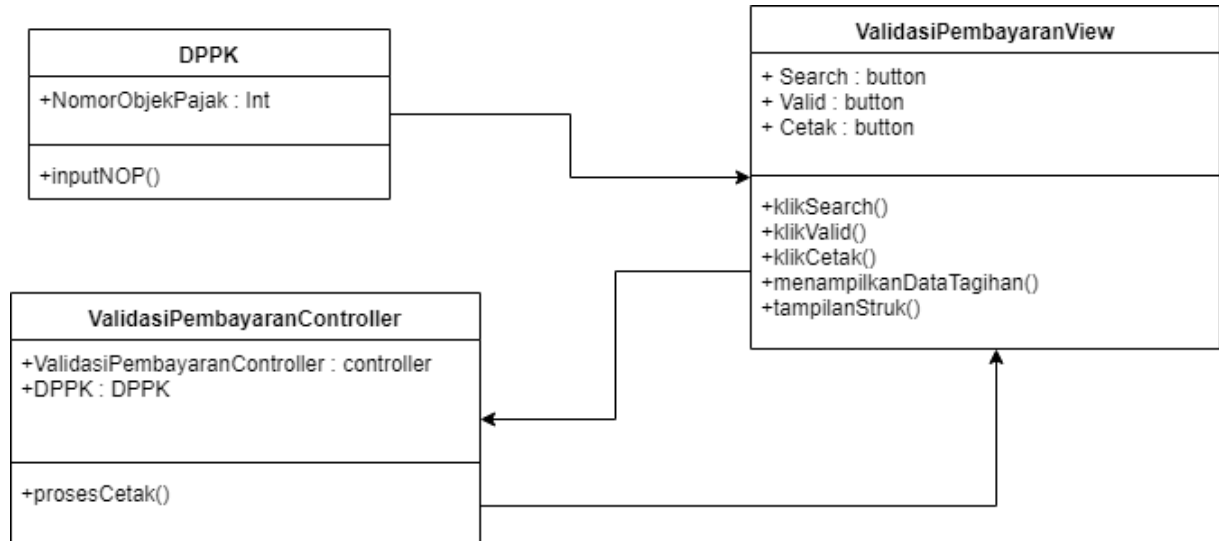 DPPK
+NomorObjekPajak : Int
+inputNOP()
ValidasiPembayaranView
+ Search : button
+ Valid : button
+ Cetak : button
+klikSearch()
+klikValid()
+klikCetak()
+menampilkanDataTagihan()
+tampilanStruk()
ValidasiPembayaranController
+ValidasiPembayaranController : controller
+DPPK : DPPK
+prosesCetak()